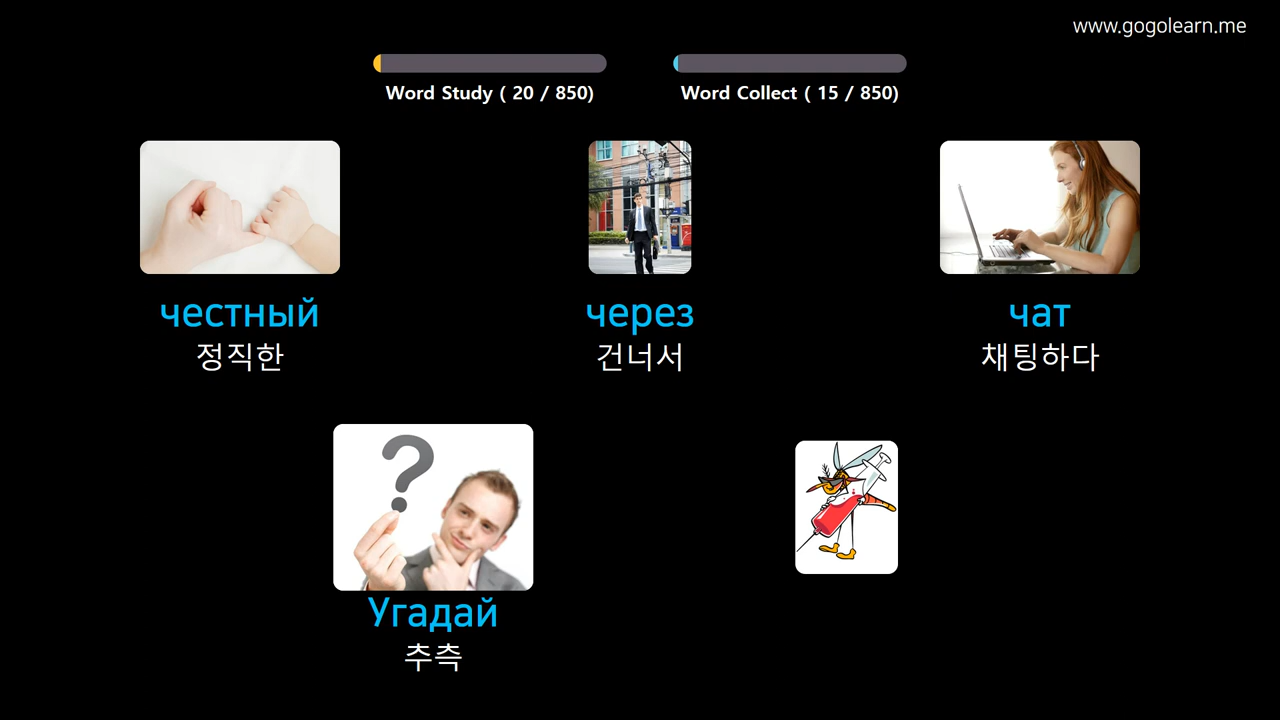 www.gogolearn.me
Word Study ( 20 / 850)
Word Collect ( 15 / 850)
честный
정직한
через
건너서
чат
채팅하다
Угадай
추측